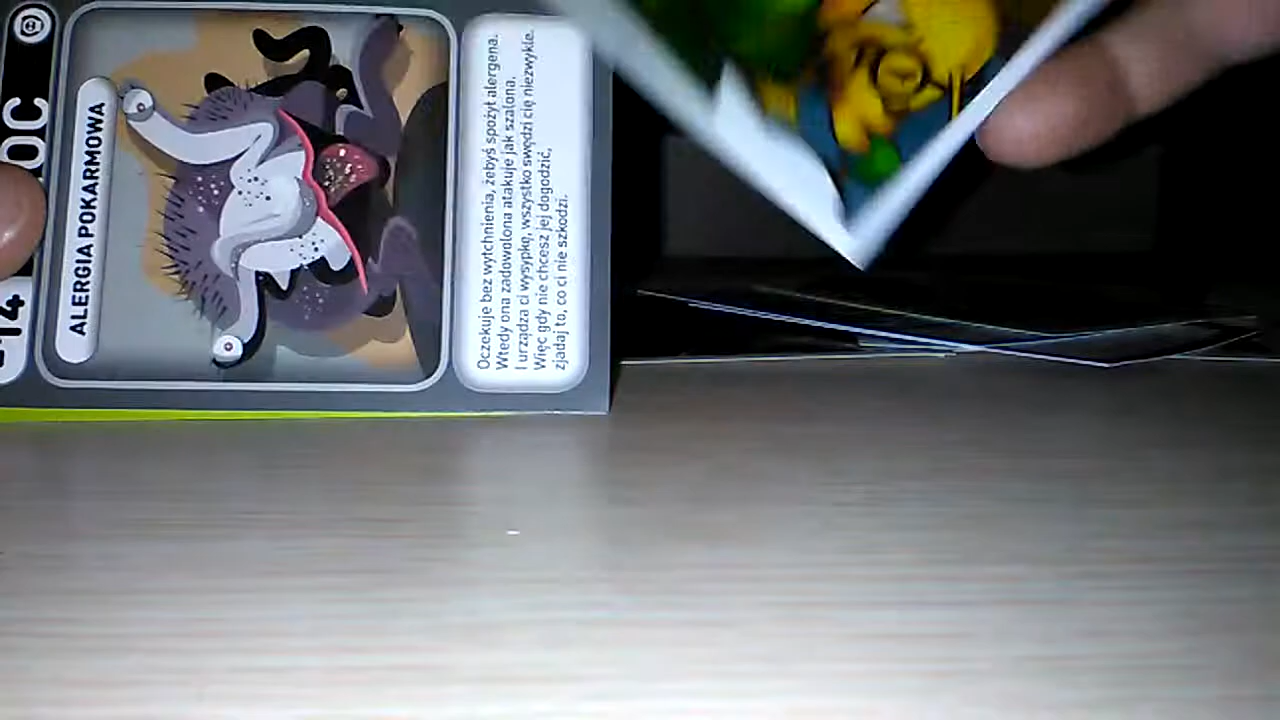 ALERGIA POKARMOWA
Oczekuje bez wytchnienia, żebyś spożył alergena.
Wtedy ona zadowolona atakuje jak szalona.
I urządza ci wysypkę, wszystko swędzi cię niezwykle.
Więc gdy nie chcesz jej dogodzić,
zjadaj to, co ci nie szkodzi.